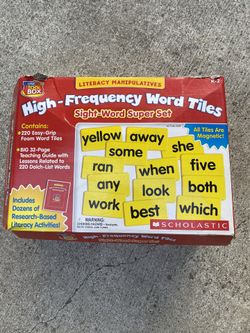 LITERACY MANIPULATIVES
K-2
High-Frequency Word Tiles
Sight-Word Super Set
Contains:
• 220 Easy-Grip
Foam Word Tiles
• BIG 32-Page
Teaching Guide with
Lessons Related to
220 Dolch-List Words
All Tiles Are
Magnetic!
yellow away she
some
ran when five
any look both
work best which
Includes
Dozens of
Research-Based
Literacy Activities!
WARNING:
SCHOLASTIC